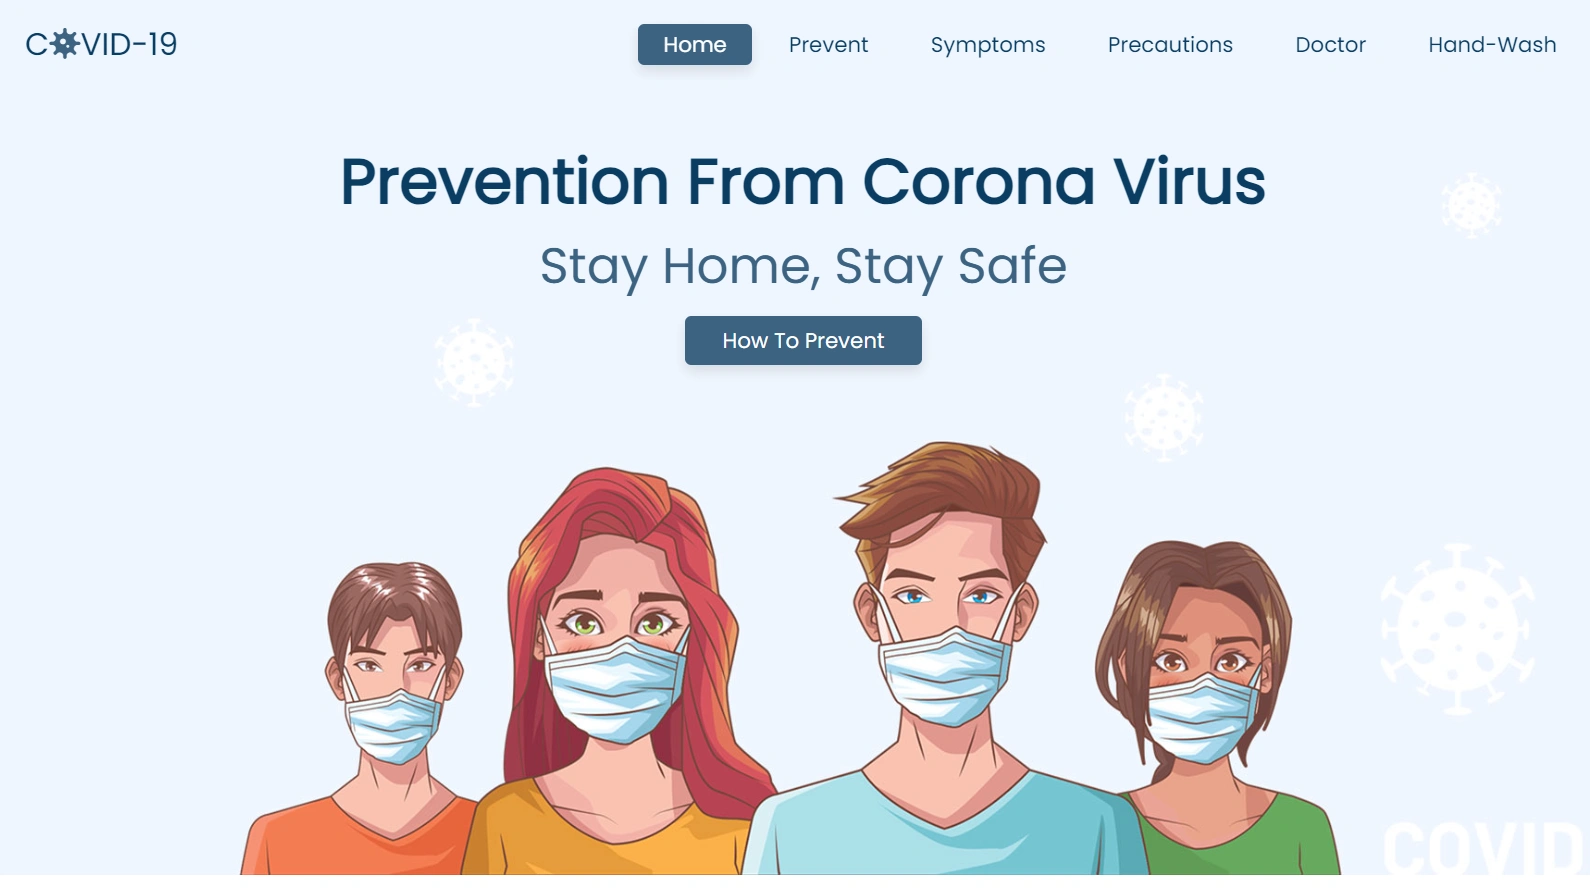 COVID-19
Home Prevent Symptoms Precautions Doctor Hand-Wash
Prevention From Corona Virus
Stay Home, Stay Safe
How To Prevent
COVID